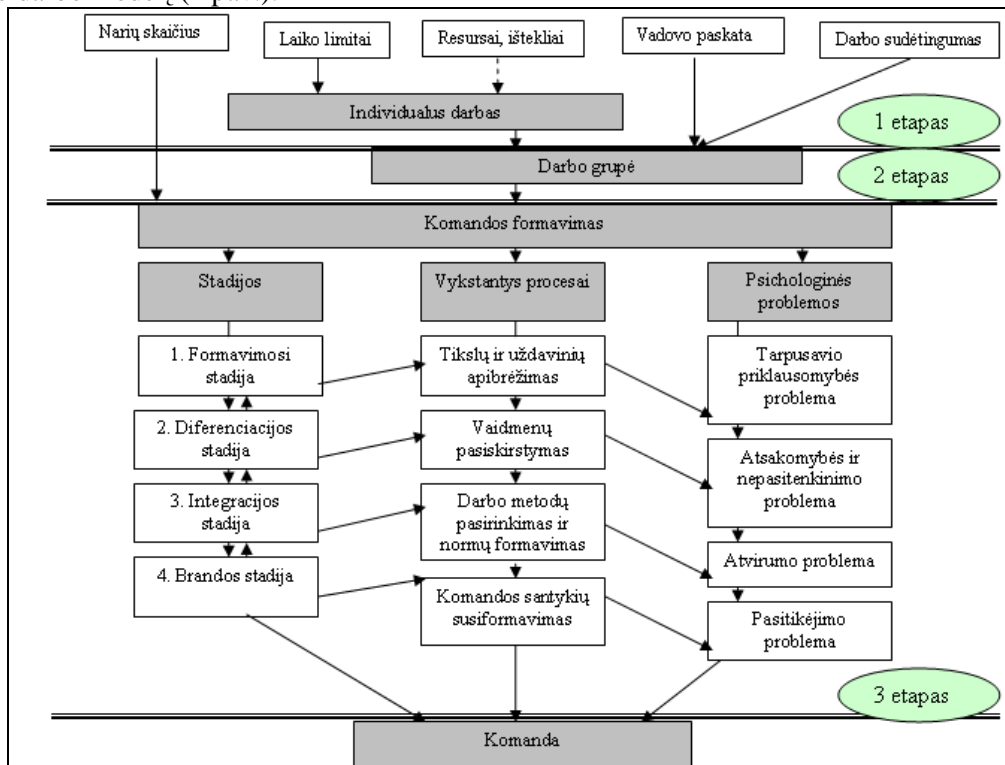 Narių skaičius
Laiko limitai
Resursai, ištekliai
Vadovo paskata
Darbo sudėtingumas
Individualus darbas
1 etapas
Darbo grupė
2 etapas
Komandos formavimas
Stadijos
Vykstantys procesai
Psichologinės
problemos
1. Formavimosi
stadija
Tikslų ir uždavinių
apibrėžimas
Tarpusavio
priklausomybės
problema
2. Diferenciacijos
stadija
Vaidmenų
pasiskirstymas
Atsakomybės ir
nepasitenkinimo
problema
3. Integracijos
stadija
Darbo metodų
pasirinkimas ir
normų formavimas
Atvirumo problema
4. Brandos stadija
Komandos santykių
susiformavimas
Pasitikėjimo
problema
3 etapas
Komanda